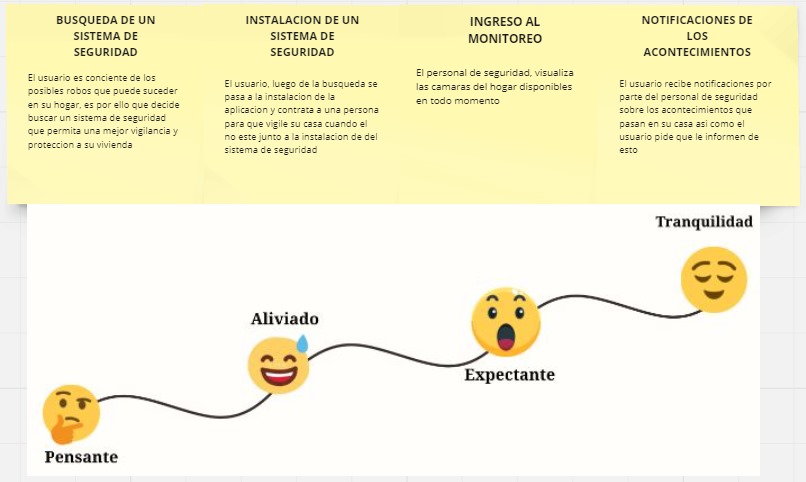 BUSQUEDA DE UN
SISTEMA DE
SEGURIDAD
El usuario es conciente de los
posibles robos que puede suceder
en su hogar, es por ello que decide
buscar un sistema de seguridad
que permita una mejor vigilancia y
proteccion a su vivienda
INSTALACION DE UN
SISTEMA DE
SEGURIDAD
El usuario, luego de la busqueda se
pasa a la instalacion de la
aplicacion y contrata a una persona
para que vigile su casa cuando el
no este junto a la instalacion de del
sistema de seguridad
INGRESO AL
MONITOREO
El personal de seguridad, visualiza
las camaras del hogar disponibles
en todo momento
NOTIFICACIONES DE
LOS
ACONTECIMIENTOS
El usuario recibe notificaciones por
parte del personal de seguridad
sobre los acontecimientos que
pasan en su casa asi como el
usuario pide que le informen de
esto
Tranquilidad
Aliviado
Expectante
Pensante